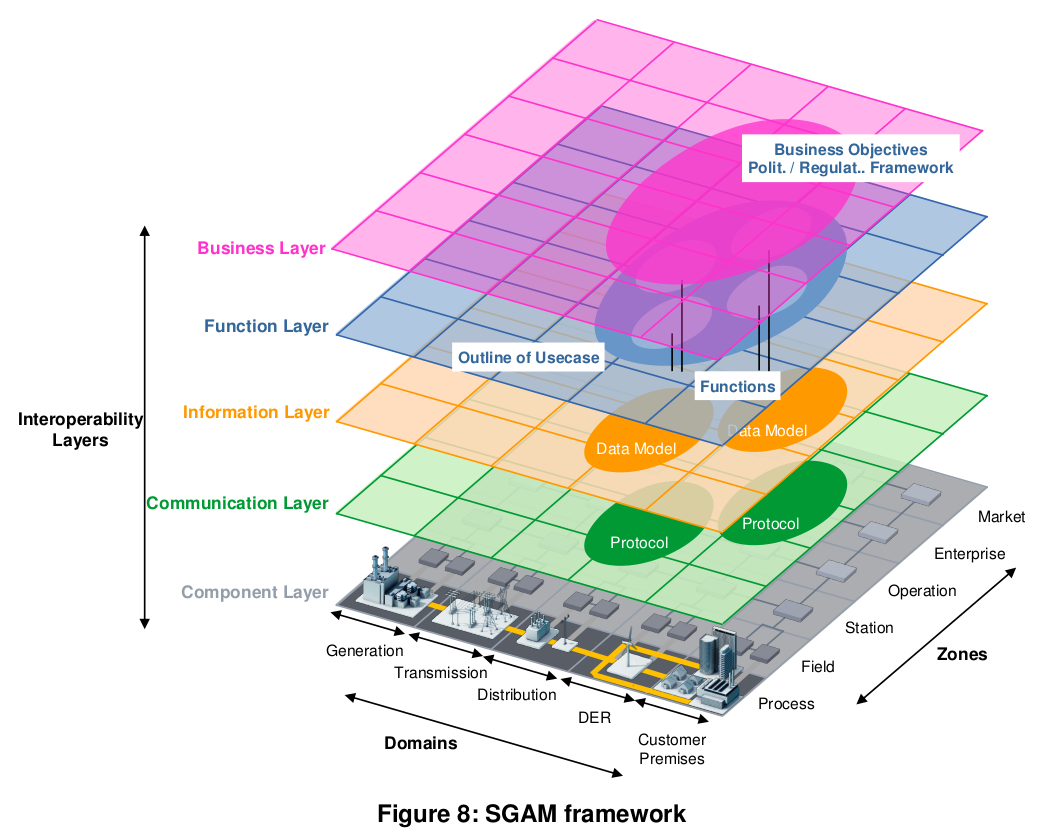 Business Objectives
Polit. / Regulat.. Framework
Business Layer
Function Layer
Outline of Usecase
Functions
Information Layer
Data Model
Data Model
Interoperability
Layers
Communication Layer
Protocol
Protocol
Component Layer
Market
Enterprise
Operation
Station
Field
Process
Zones
Generation
Transmission
Distribution
DER
Customer
Premises
Domains
Figure 8: SGAM framework